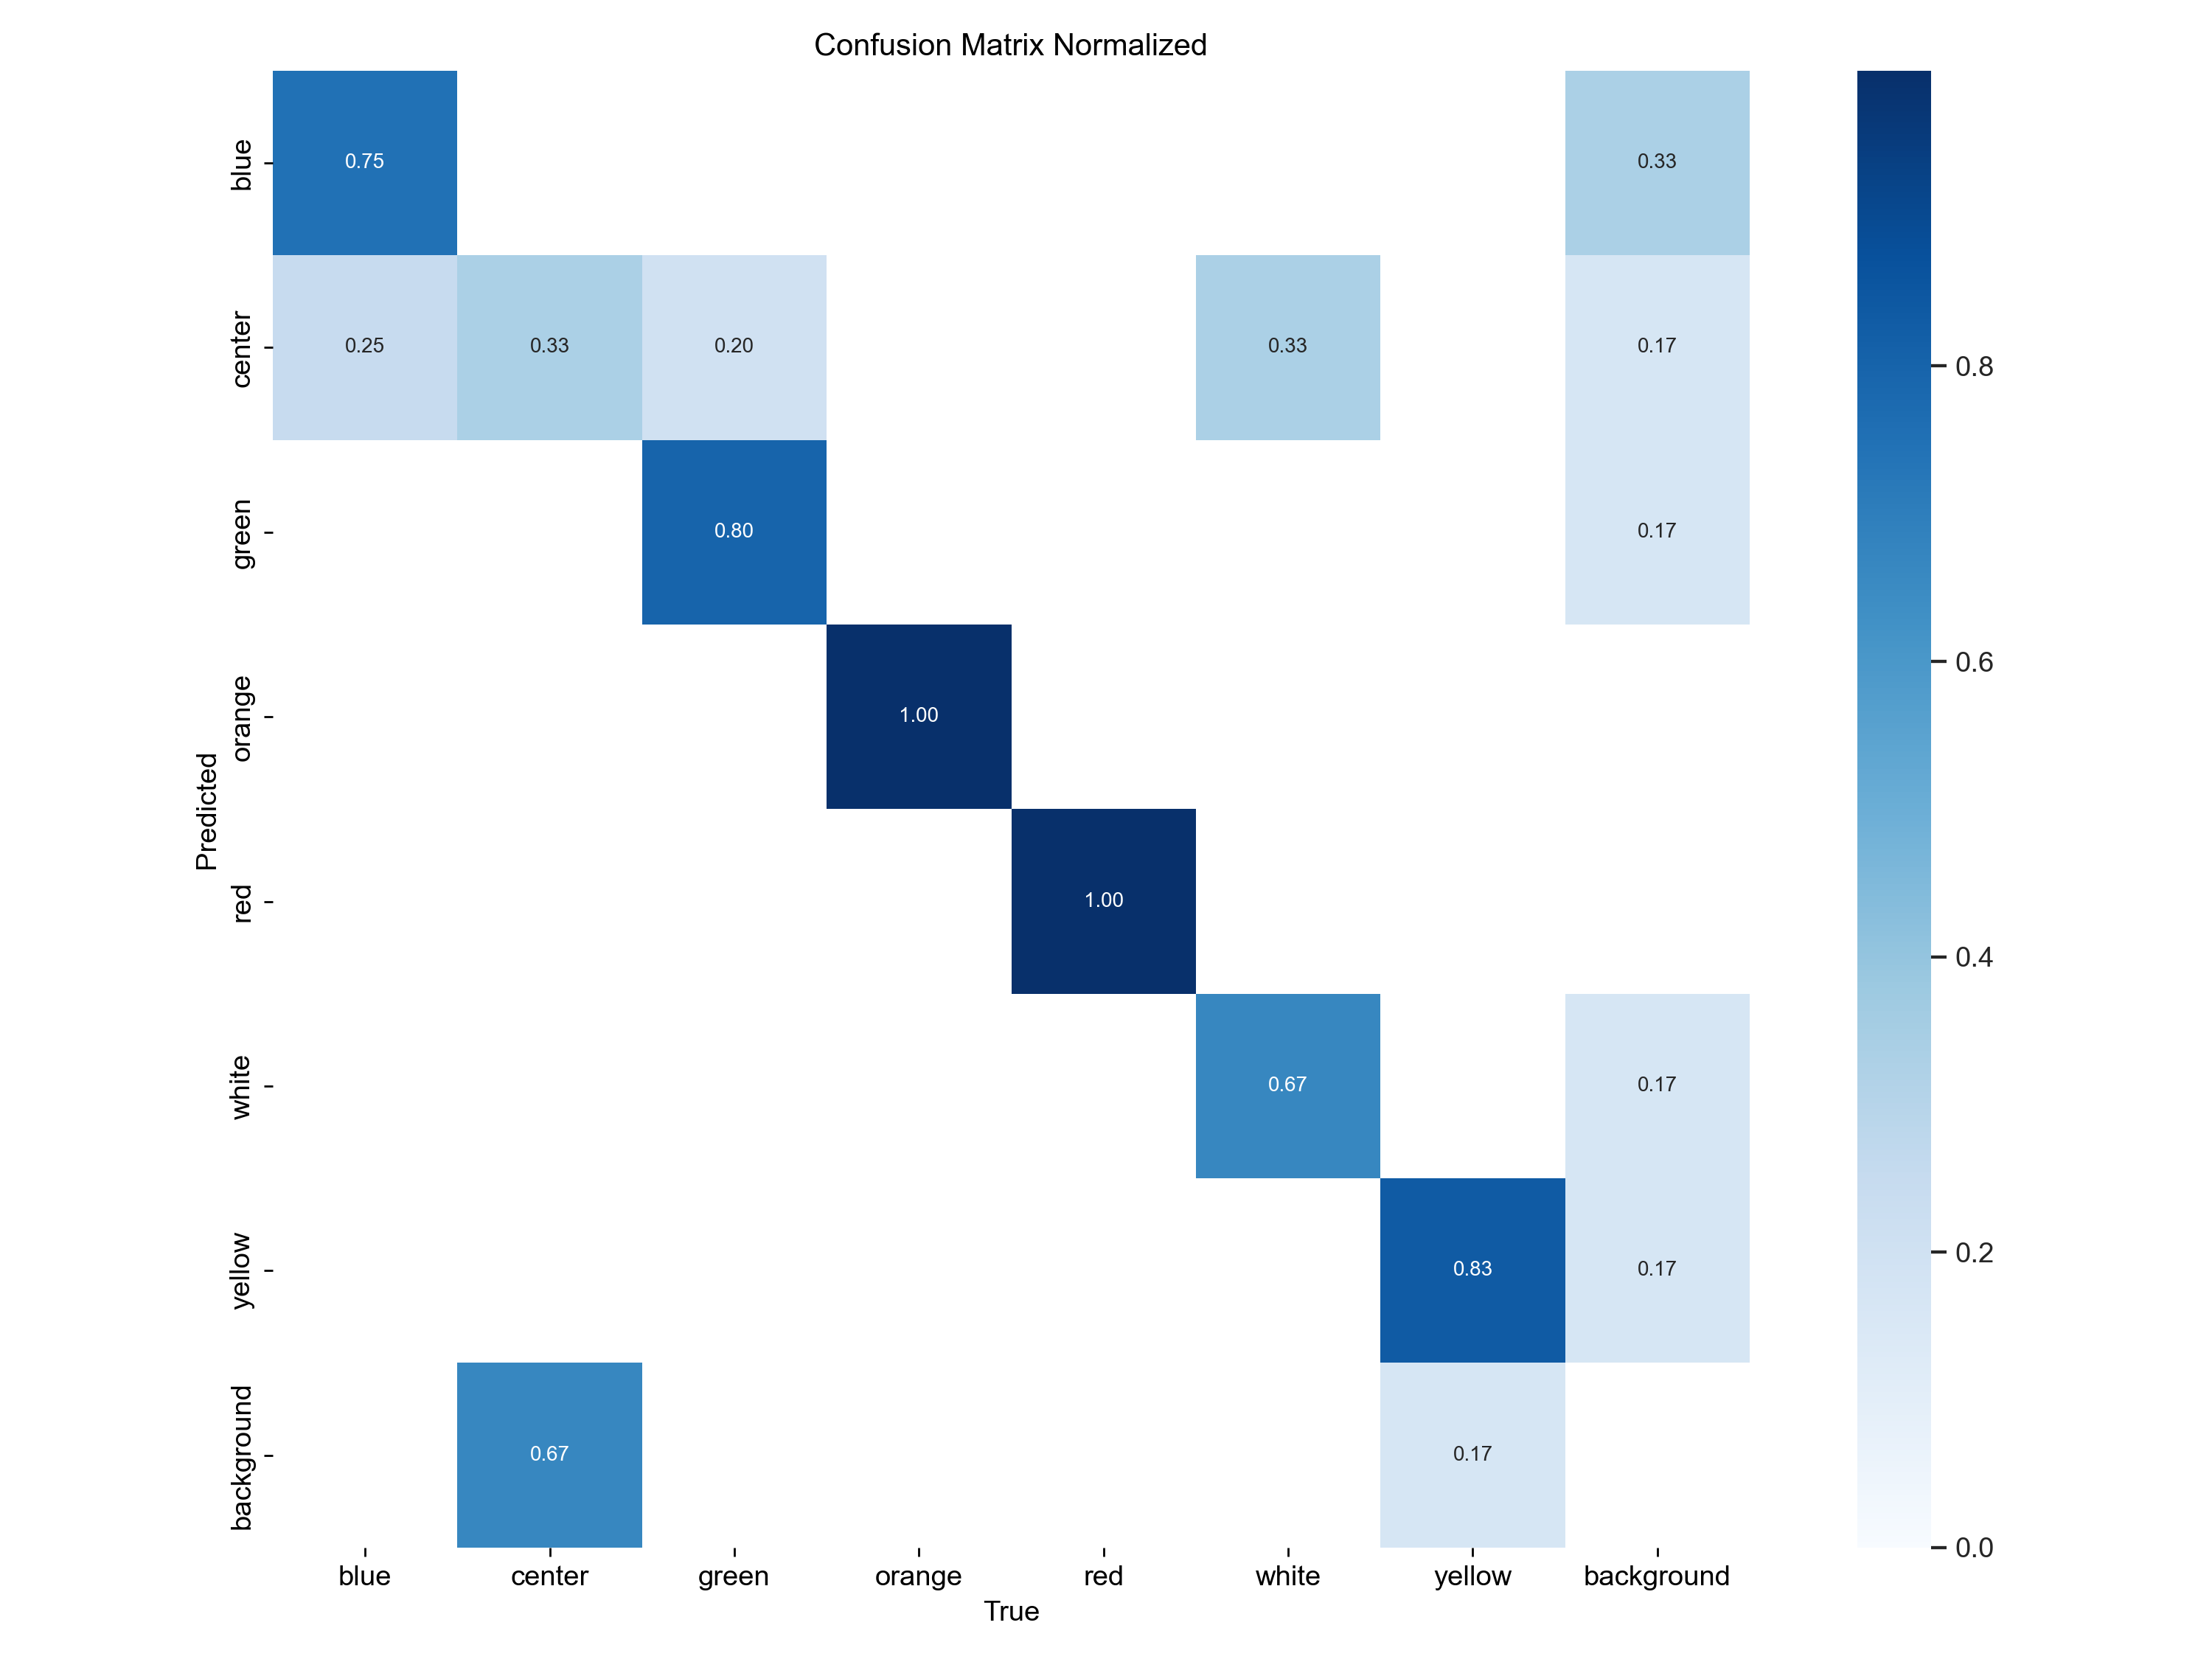 Confusion Matrix Normalized
blue 0.75 0.33
center 0.25 0.33 0.20 0.33 0.17
green 0.80 0.17
orange 1.00
red 1.00
white 0.67 0.17
yellow 0.83 0.17
background 0.67 0.17
Predicted
blue center green orange red white yellow background
True
0.8
0.6
0.4
0.2
0.0